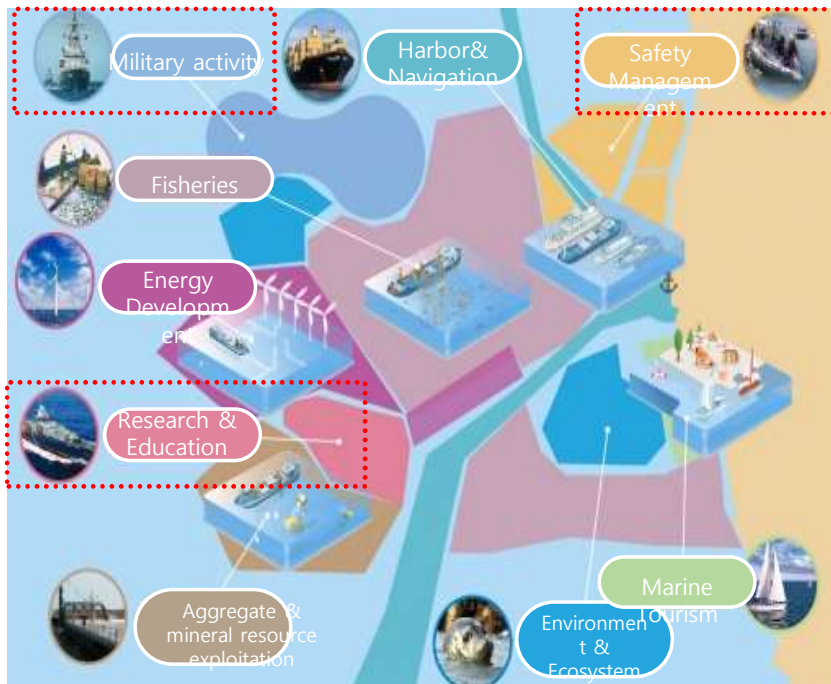 Military activity
Harbor&
Navigation
Safety
Managem
ent
Fisheries
Energy
Developm
ent
Research &
Education
Aggregate &
mineral resource
exploitation
Marine
Tourism
Environmen
t &
Ecosystem